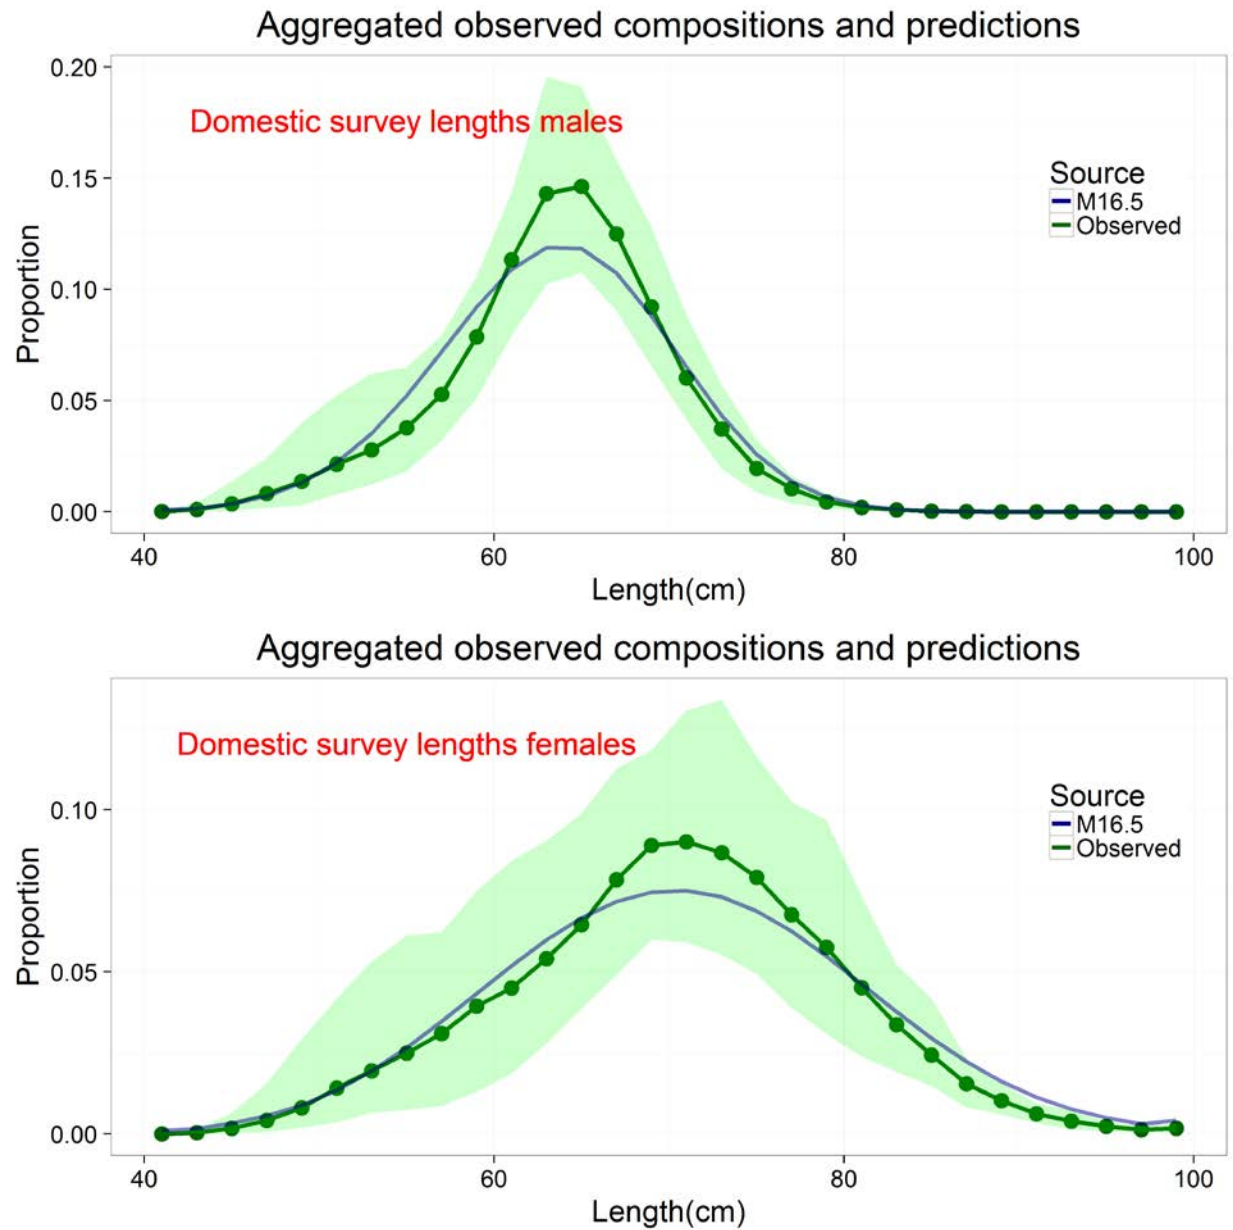 Aggregated observed compositions and predictions
0.20
Domestic survey lengths males
0.15
Source
M16.5
Observed
Proportion
0.10
0.05
0.00
40 60 80 100
Length(cm)
Aggregated observed compositions and predictions
Domestic survey lengths females
0.10
Source
M16.5
Observed
Proportion
0.05
0.00
40 60 80 100
Length(cm)